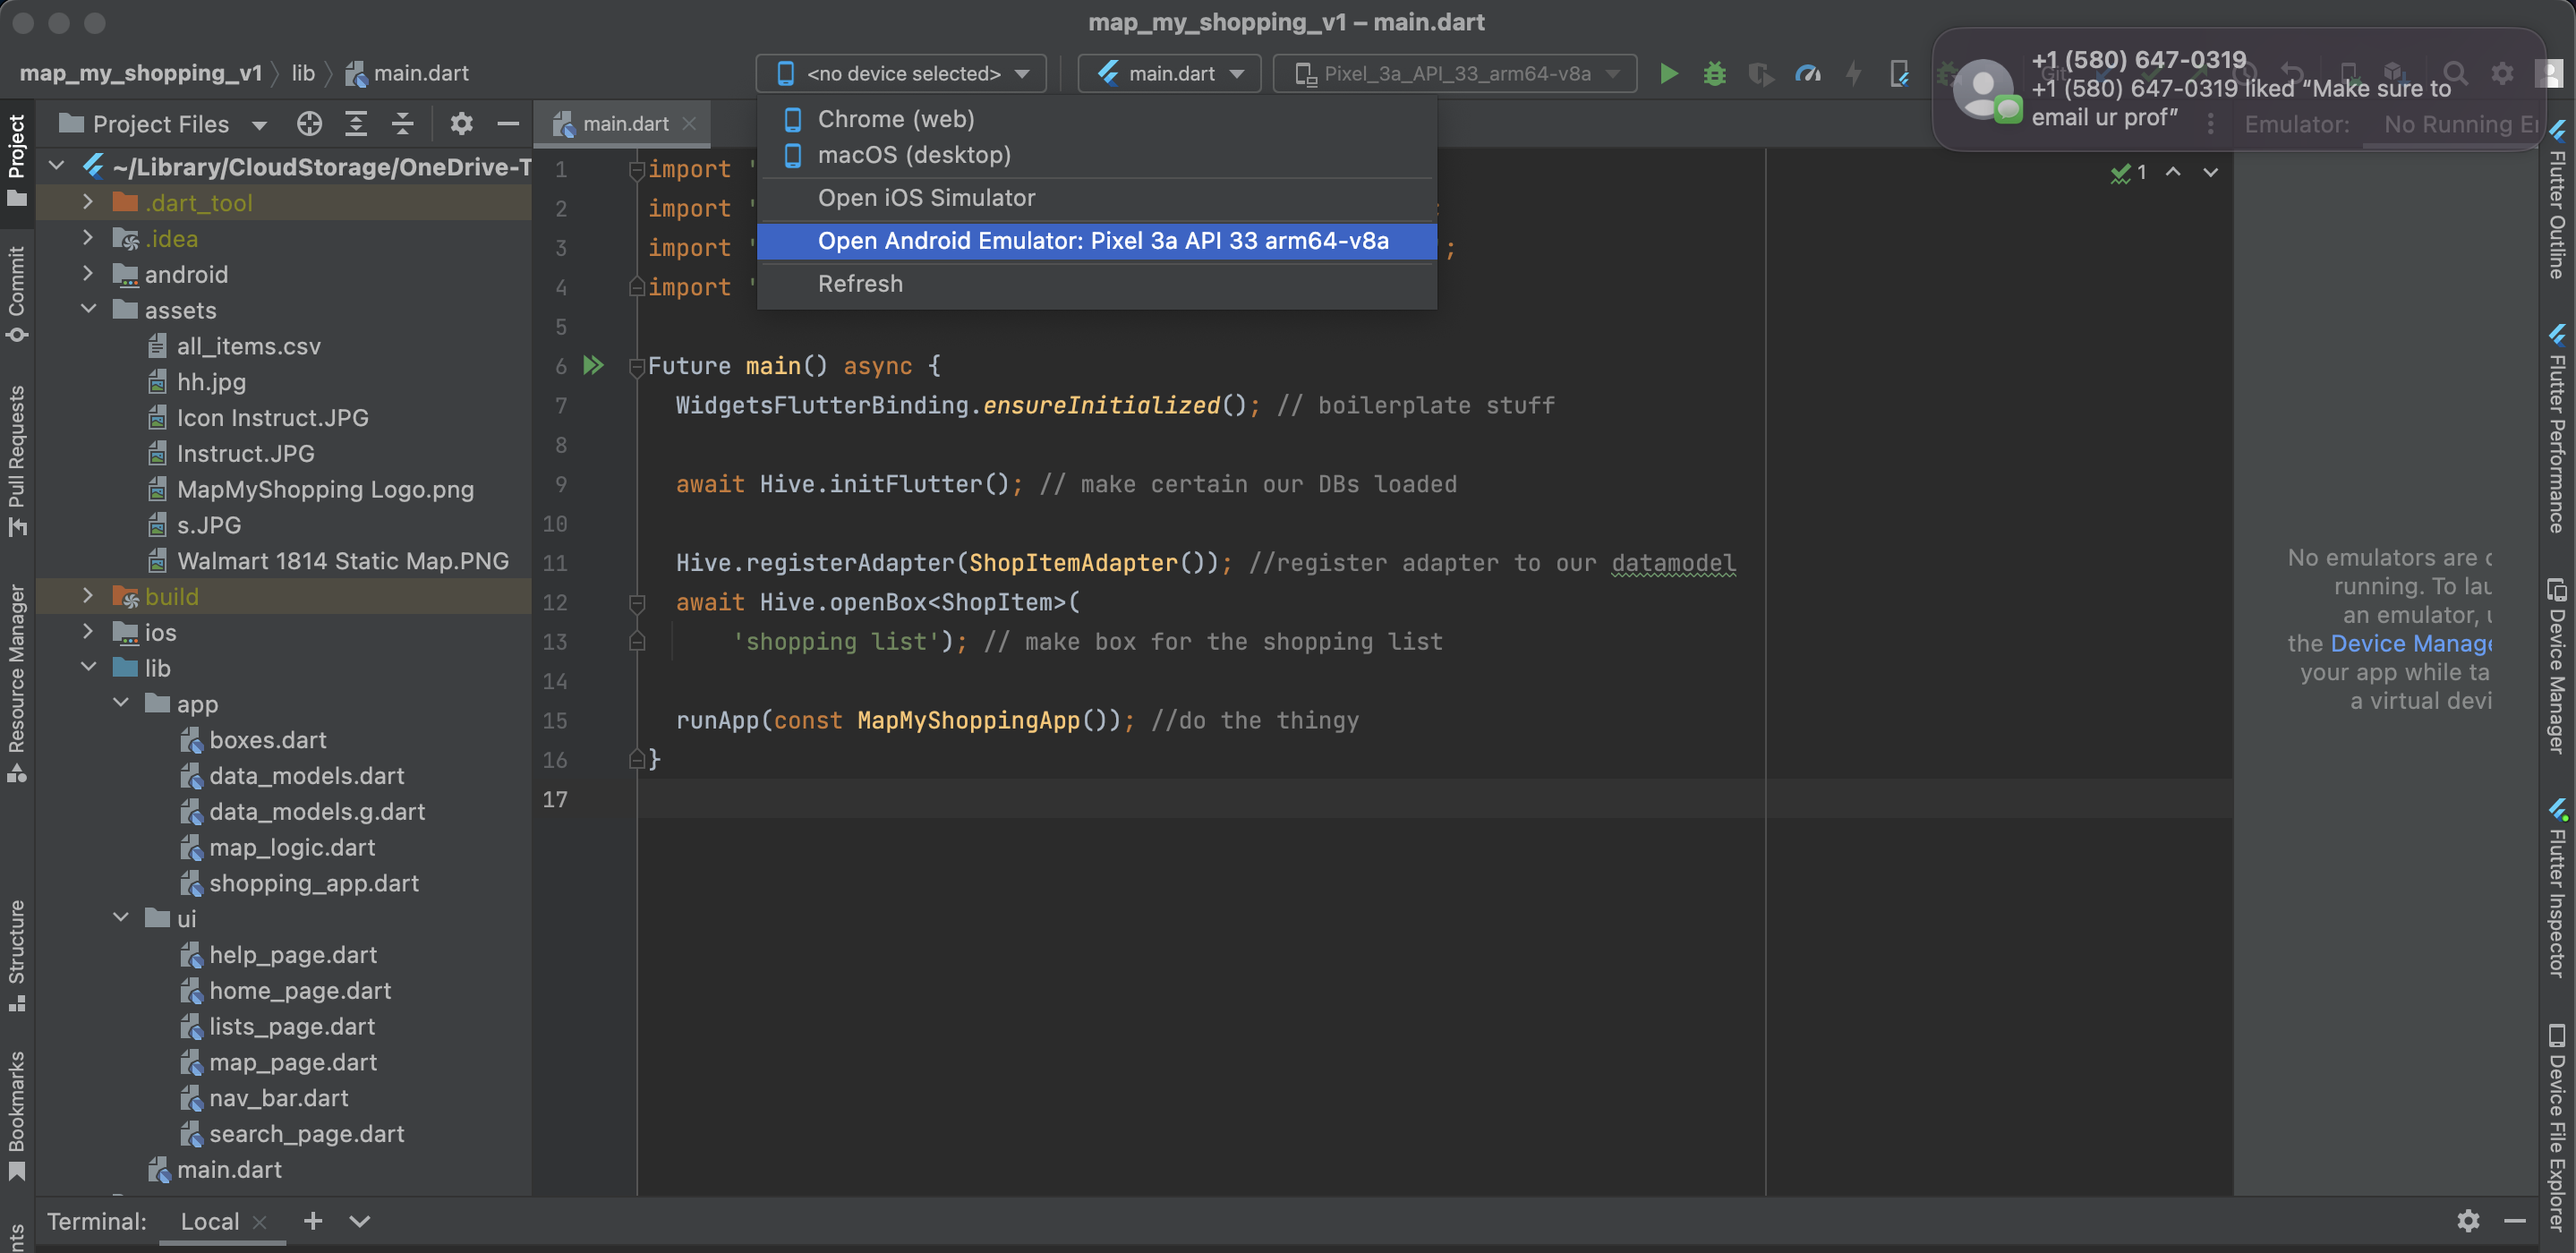 map_my_shopping_v1 – main.dart
map_my_shopping_v1 lib main.dart
<no device selected> main.dart Pixel_3a_API_33_arm64-v8a
+1 (580) 647-0319
+1 (580) 647-0319 liked “Make sure to
email ur prof”
Project Files
main.dart
Emulator: No Running
Chrome (web)
macOS (desktop)
Open iOS Simulator
Open Android Emulator: Pixel 3a API 33 arm64-v8a
Refresh
Project
Commit
Pull Requests
Resource Manager
Structure
Bookmarks
~/Library/CloudStorage/OneDrive-T
.dart_tool
.idea
android
assets
all_items.csv
hh.jpg
Icon Instruct.JPG
Instruct.JPG
MapMyShopping Logo.png
s.JPG
Walmart 1814 Static Map.PNG
build
ios
lib
app
boxes.dart
data_models.dart
data_models.g.dart
map_logic.dart
shopping_app.dart
ui
help_page.dart
home_page.dart
lists_page.dart
map_page.dart
nav_bar.dart
search_page.dart
main.dart
1
1 import '
2 import '
3 import ' ;
4 import '
5
6 Future main() async {
7 WidgetsFlutterBinding.ensureInitialized(); // boilerplate stuff
8
9 await Hive.initFlutter(); // make certain our DBs loaded
10
11 Hive.registerAdapter(ShopItemAdapter()); //register adapter to our datamodel
12 await Hive.openBox<ShopItem>(
13 'shopping list'); // make box for the shopping list
14
15 runApp(const MapMyShoppingApp()); //do the thingy
16 }
17
No emulators are
running. To
an emulator,
the Device
your app while
a virtual
Flutter Outline
Flutter Performance
Device Manager
Flutter Inspector
Device File Explorer
Terminal: Local